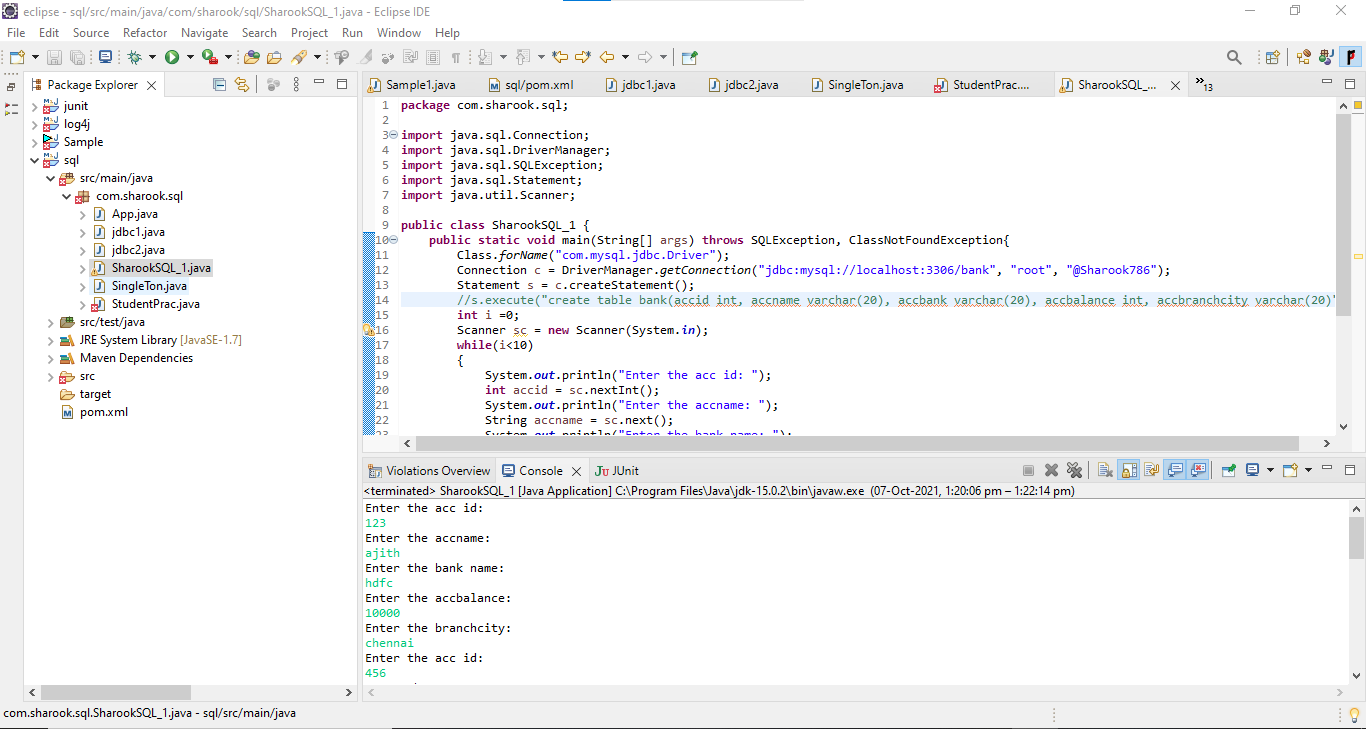 eclipse - sql/src/main/java/com/sharook/sql/SharookSQL_1.java - Eclipse IDE
File Edit Source Refactor Navigate Search Project Run Window Help
Package Explorer
junit
log4j
Sample
sql
src/main/java
com.sharook.sql
App.java
jdbc1.java
jdbc2.java
SharookSQL_1.java
SingleTon.java
StudentPrac.java
src/test/java
JRE System Library [JavaSE-1.7]
Maven Dependencies
src
target
pom.xml
Sample1.java sql/pom.xml jdbc1.java jdbc2.java SingleTon.java StudentPrac.... SharookSQL_... »13
1 package com.sharook.sql;
2
3 import java.sql.Connection;
4 import java.sql.DriverManager;
5 import java.sql.SQLException;
6 import java.sql.Statement;
7 import java.util.Scanner;
8
9 public class SharookSQL_1 {
10 public static void main(String[] args) throws SQLException, ClassNotFoundException{
11 Class.forName("com.mysql.jdbc.Driver");
12 Connection c = DriverManager.getConnection("jdbc:mysql://localhost:3306/bank", "root", "@Sharook786");
13 Statement s = c.createStatement();
14 //s.execute("create table bank(accid int, accname varchar(20), accbank varchar(20), accbalance int, accbranchcity varchar(20)"
15 int i =0;
16 Scanner sc = new Scanner(System.in);
17 while(i<10)
18 {
19 System.out.println("Enter the acc id: ");
20 int accid = sc.nextInt();
21 System.out.println("Enter the accname: ");
22 String accname = sc.next();
23 System.out.println("Enter the bank name: ");
Violations Overview Console JUnit
<terminated> SharookSQL_1 [Java Application] C:\Program Files\Java\jdk-15.0.2\bin\javaw.exe (07-Oct-2021, 1:20:06 pm – 1:22:14 pm)
Enter the acc id:
123
Enter the accname:
ajith
Enter the bank name:
hdfc
Enter the accbalance:
10000
Enter the branchcity:
chennai
Enter the acc id:
456
com.sharook.sql.SharookSQL_1.java - sql/src/main/java